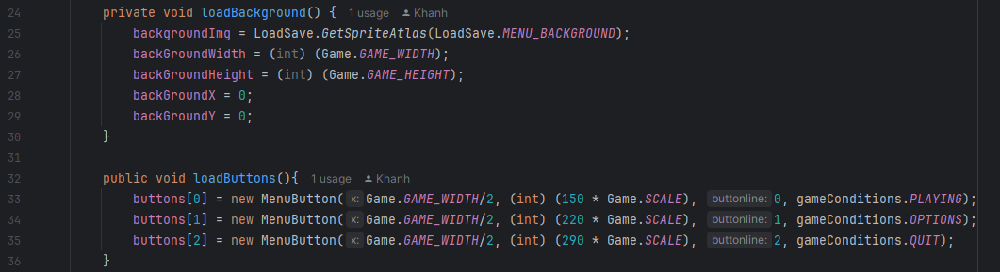 24 private void loadBackground() { 1 usage Khanh
25 backgroundImg = LoadSave.GetSpriteAtlas(LoadSave.MENU_BACKGROUND);
26 backGroundWidth = (int) (Game.GAME_WIDTH);
27 backGroundHeight = (int) (Game.GAME_HEIGHT);
28 backGroundX = 0;
29 backGroundY = 0;
30 }
31
32 public void loadButtons(){ 1 usage Khanh
33 buttons[0] = new MenuButton( x: Game.GAME_WIDTH/2, (int) (150 * Game.SCALE), buttonline: 0, gameConditions.PLAYING);
34 buttons[1] = new MenuButton( x: Game.GAME_WIDTH/2, (int) (220 * Game.SCALE), buttonline: 1, gameConditions.OPTIONS);
35 buttons[2] = new MenuButton( x: Game.GAME_WIDTH/2, (int) (290 * Game.SCALE), buttonline: 2, gameConditions.QUIT);
36 }